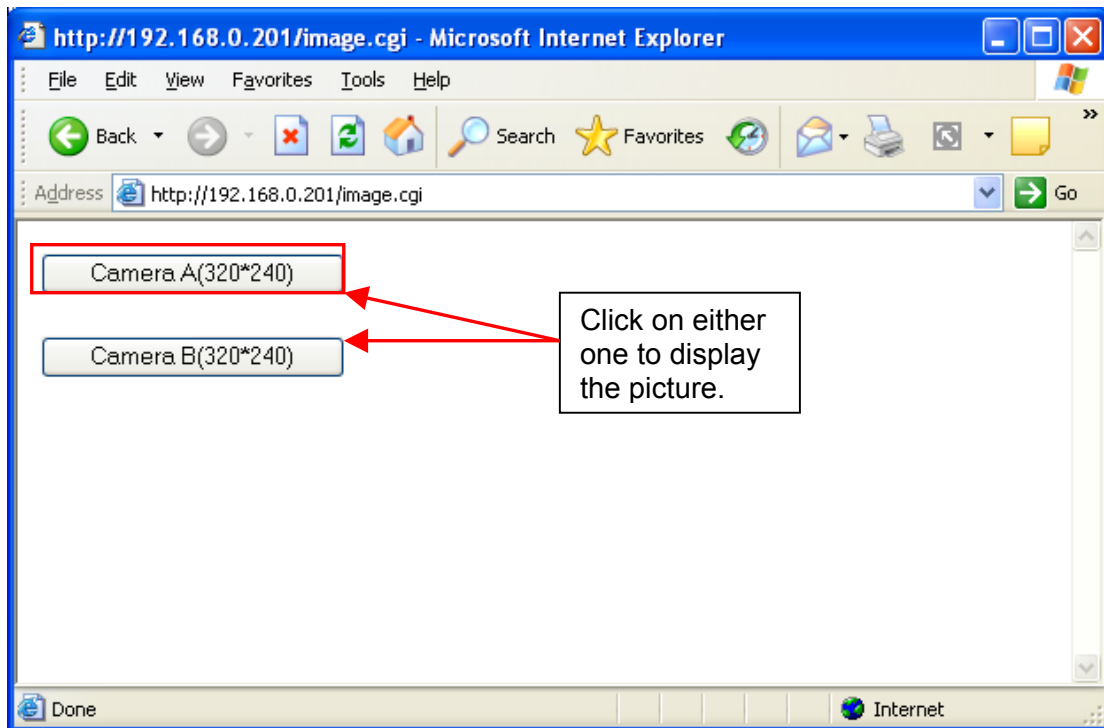 http://192.168.0.201/image.cgi - Microsoft Internet Explorer
File Edit View Favorites Tools Help
Back Search Favorites »
Address http://192.168.0.201/image.cgi Go
Camera A(320*240)
Click on either
one to display
the picture.
Camera B(320*240)
Done Internet